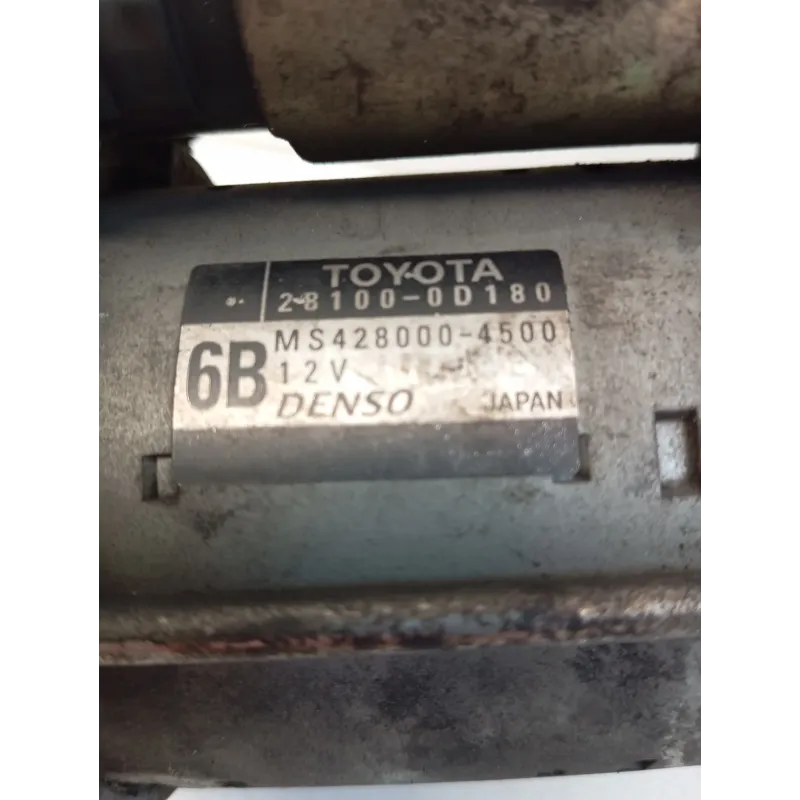 TOYOTA
28100-0D180
6B
MS428000-4500
12V
DENSO JAPAN